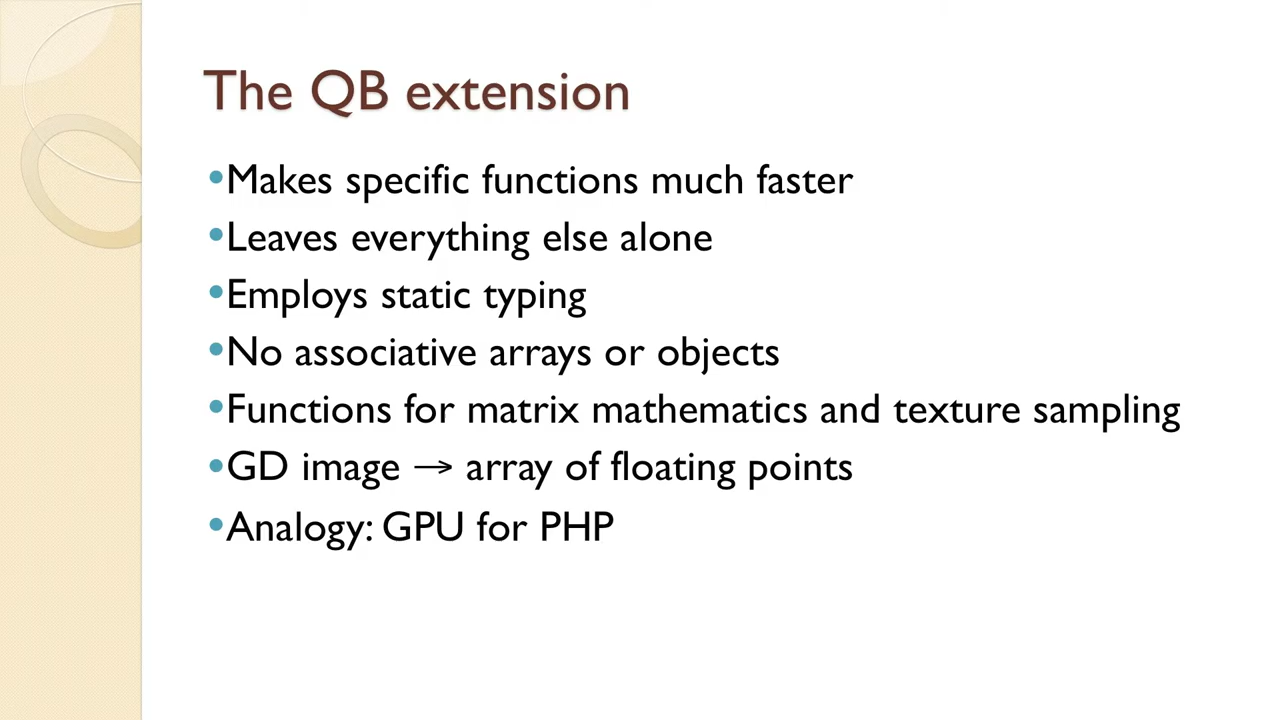 The QB extension
•Makes specific functions much faster
•Leaves everything else alone
•Employs static typing
•No associative arrays or objects
•Functions for matrix mathematics and texture sampling
•GD image → array of floating points
•Analogy: GPU for PHP